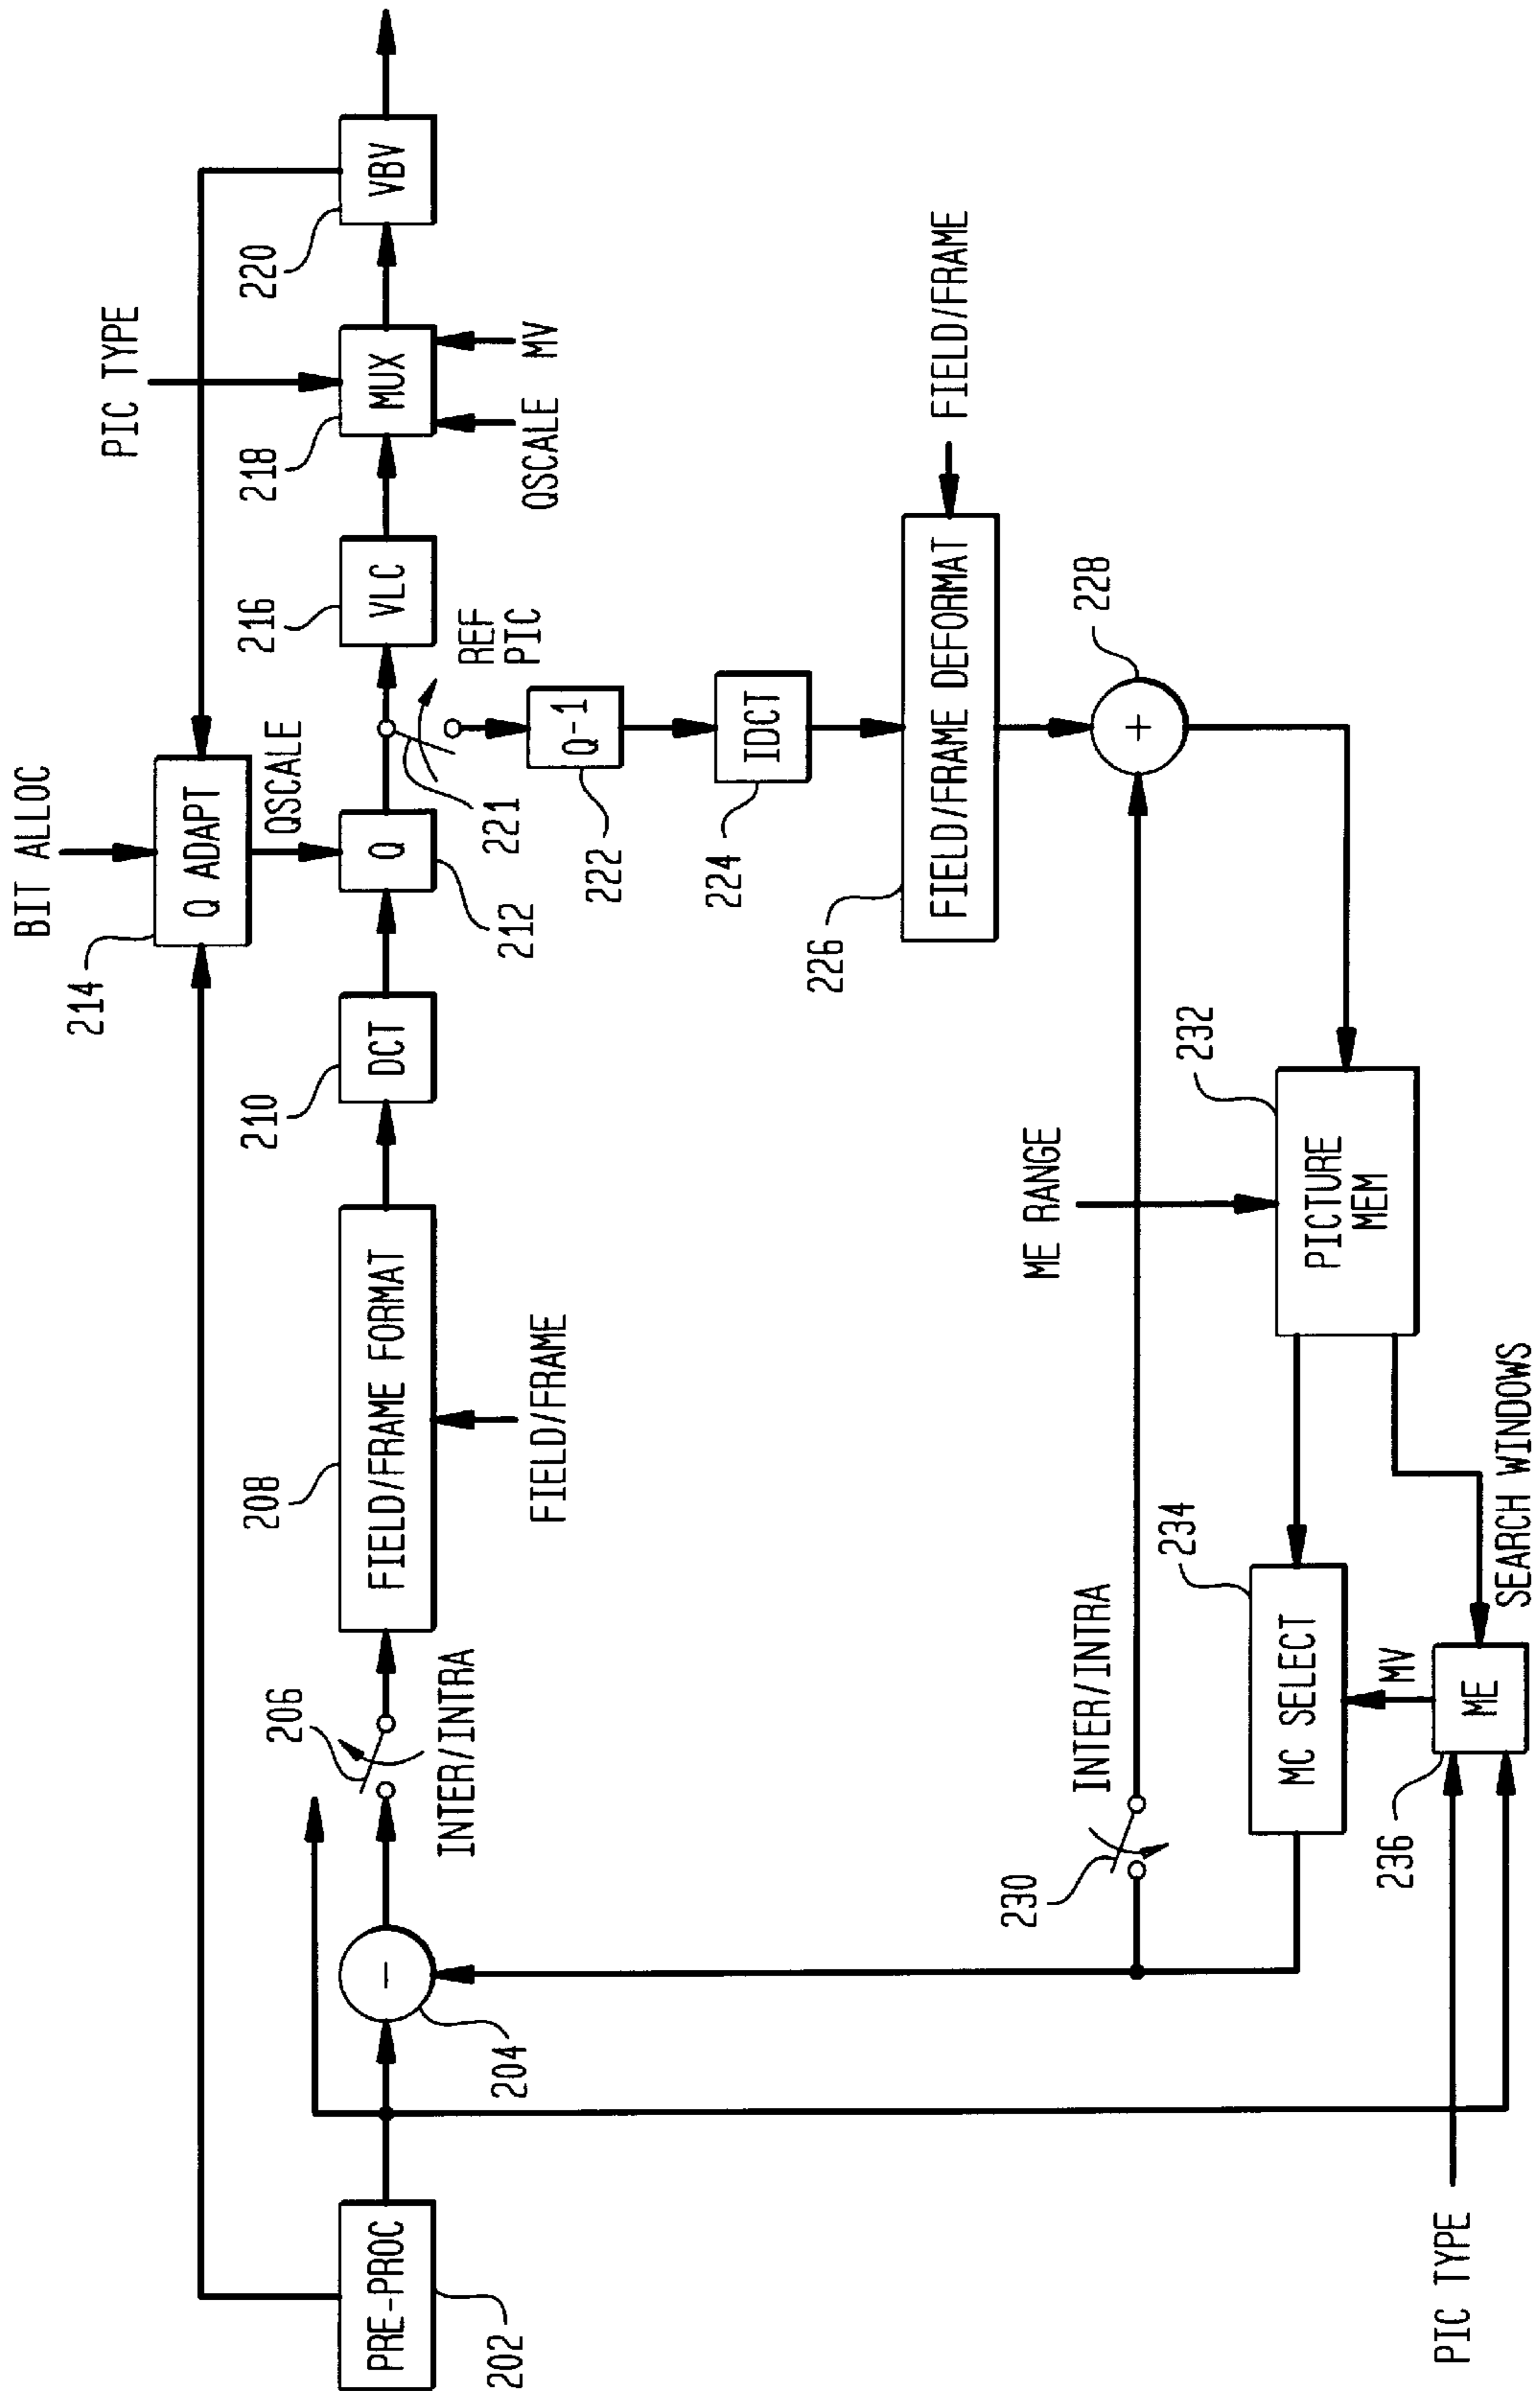 BIT ALLOC
PIC TYPE
214
Q ADAPT
QSCALE
220
PRE-PROC
202
204
206
INTER/INTRA
208
FIELD/FRAME FORMAT
FIELD/FRAME
210
DCT
Q
212
221
REF
PIC
216
VLC
218
MUX
QSCALE
MV
VBV
222
Q-1
224
IDCT
226
FIELD/FRAME DEFORMAT
FIELD/FRAME
228
+
-
230
INTER/INTRA
ME RANGE
232
PICTURE
MEM
234
MC SELECT
MV
236
ME
SEARCH WINDOWS
PIC TYPE